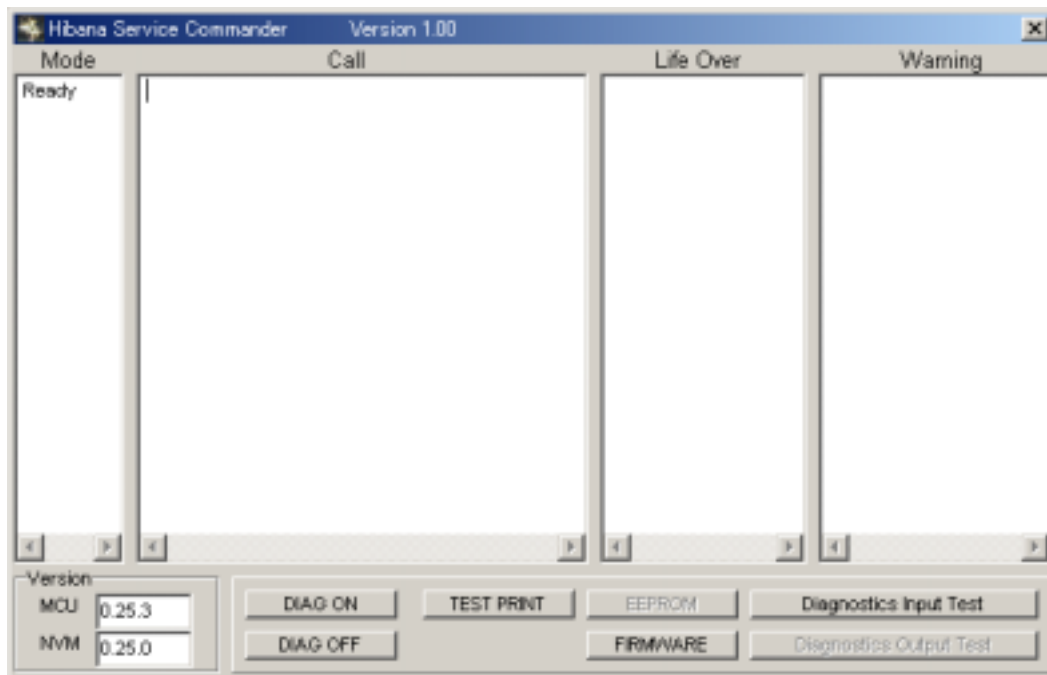 Hibana Service Commander Version 1.00
Mode Call Life Over Warning
Ready
Version
MCU 0.25.3
NVM 0.25.0
DIAG ON TEST PRINT EEPROM Diagnostics Input Test
DIAG OFF FIRMWARE Diagnostics Output Test